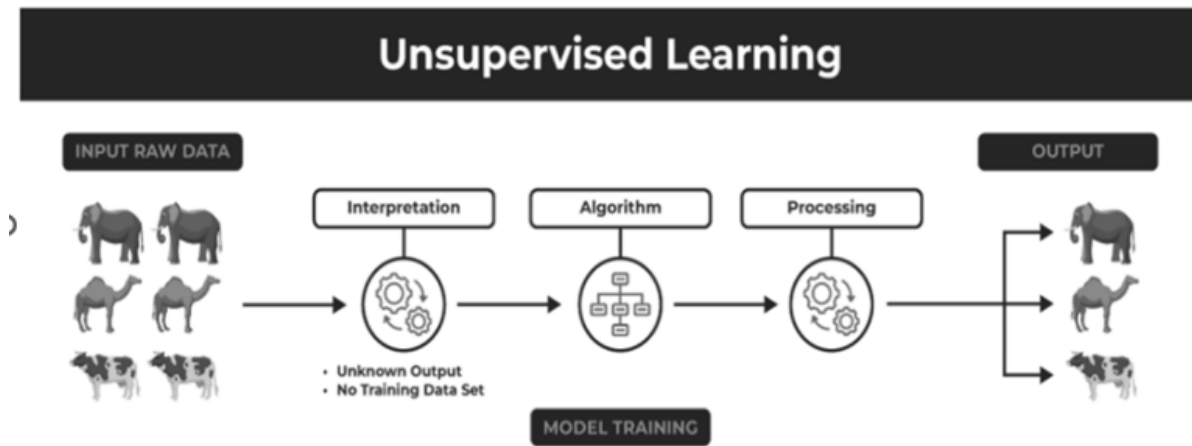 Unsupervised Learning
INPUT RAW DATA
OUTPUT
Interpretation
Algorithm
Processing
• Unknown Output
• No Training Data Set
MODEL TRAINING